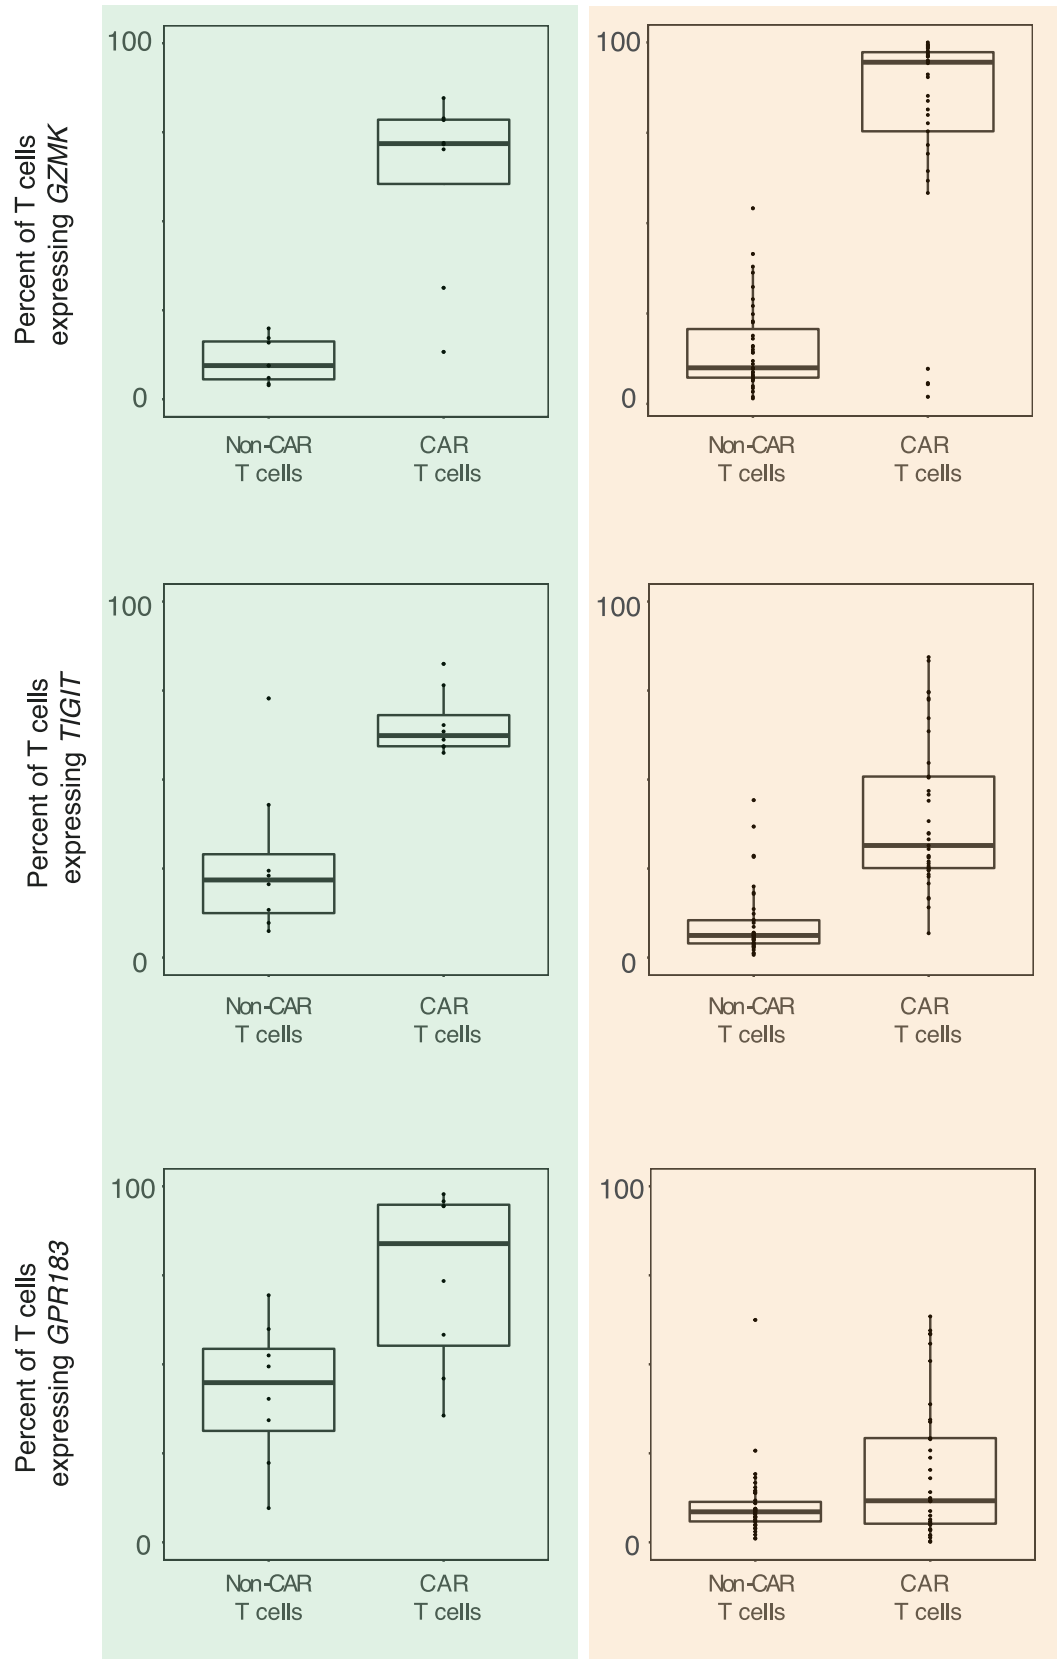 Percent of T cells
expressing GZMK
100
0
Non-CAR
T cells
CAR
T cells
100
0
Non-CAR
T cells
CAR
T cells
Percent of T cells
expressing TIGIT
100
0
Non-CAR
T cells
CAR
T cells
100
0
Non-CAR
T cells
CAR
T cells
Percent of T cells
expressing GPR183
100
0
Non-CAR
T cells
CAR
T cells
100
0
Non-CAR
T cells
CAR
T cells